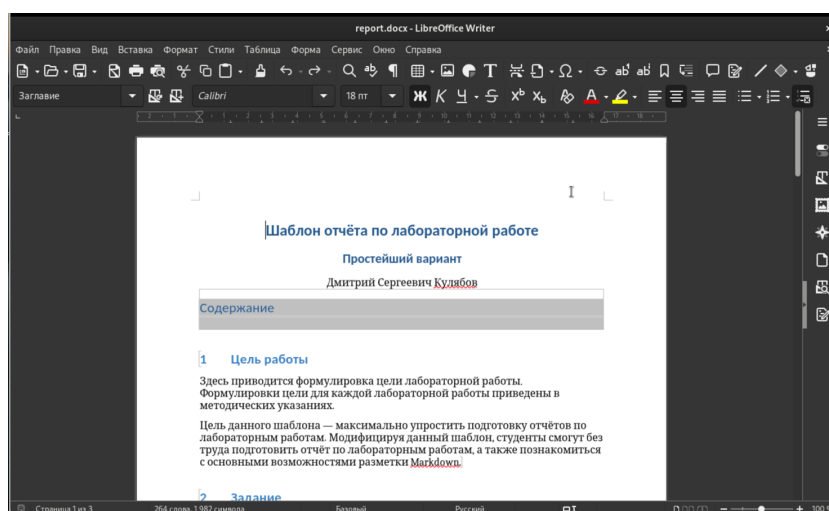 report.docx - LibreOffice Writer
Файл Правка Вид Вставка Формат Стили Таблица Форма Сервис Окно Справка
Заглавие Calibri 18 пт Ж К Ч S
Шаблон отчёта по лабораторной работе
Простейший вариант
Дмитрий Сергеевич Кулябов
Содержание
1 Цель работы
Здесь приводится формулировка цели лабораторной работы.
Формулировки цели для каждой лабораторной работы приведены в
методических указаниях.
Цель данного шаблона — максимально упростить подготовку отчётов по
лабораторным работам. Модифицируя данный шаблон, студенты смогут без
труда подготовить отчёт по лабораторным работам, а также познакомиться
с основными возможностями разметки Markdown.
2 Задание
Страница 1 из 3 264 слова, 1 982 символа Базовый Русский